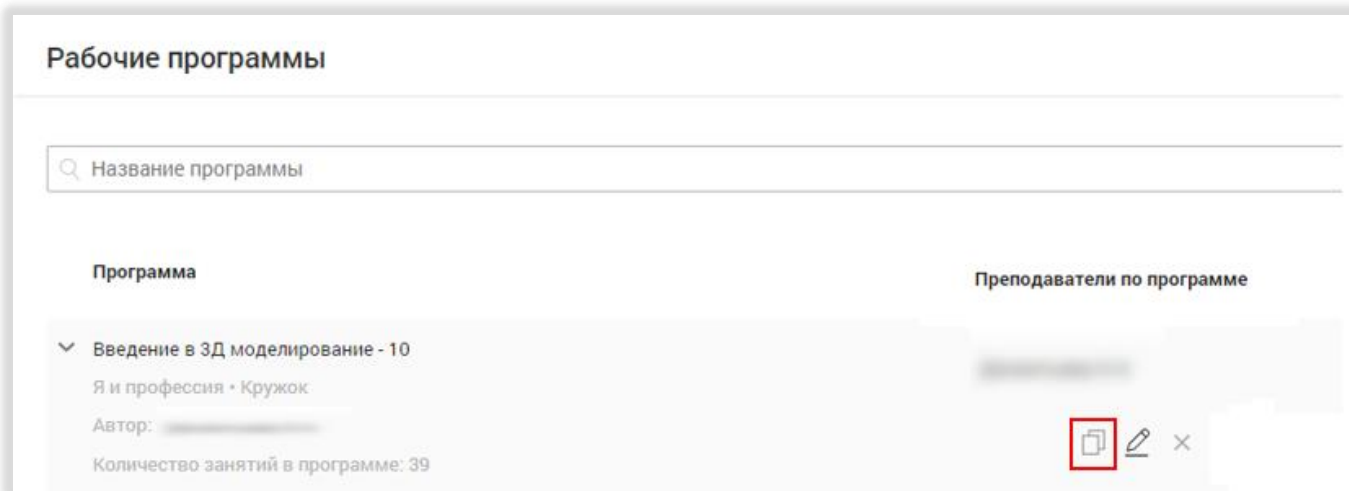 Рабочие программы
Название программы
Программа
Преподаватели по программе
Введение в 3Д моделирование - 10
Я и профессия • Кружок
Автор:
Количество занятий в программе: 39